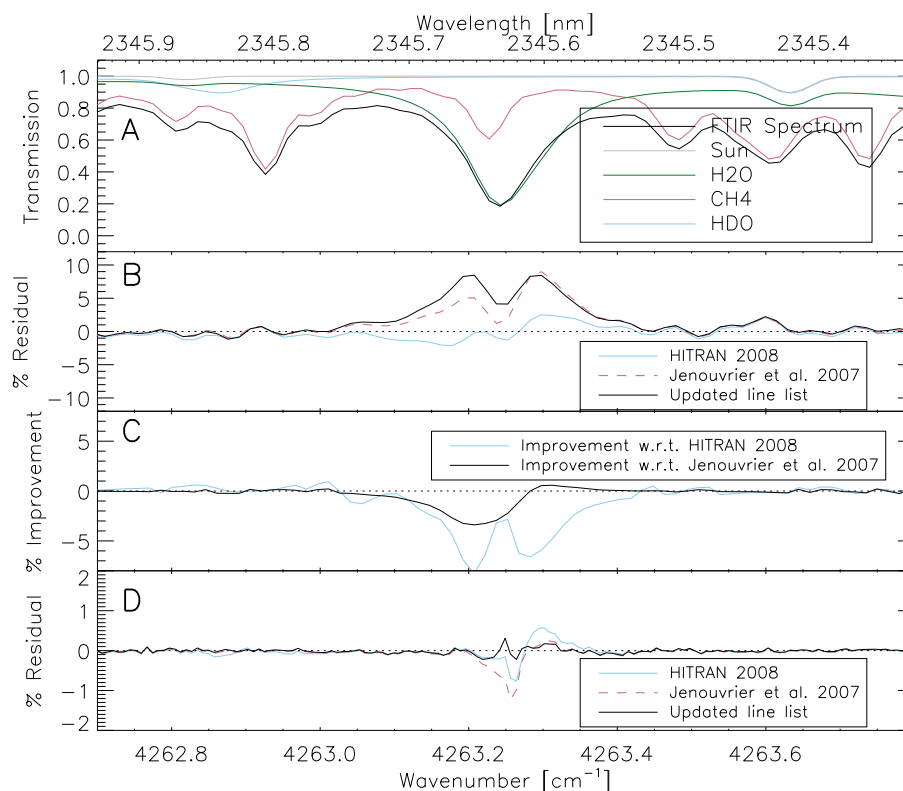 Wavelength [nm]
2345.9 2345.8 2345.7 2345.6 2345.5 2345.4
Transmission
1.0
0.8
0.6
0.4
0.2
0.0
A
FTIR Spectrum
Sun
H2O
CH4
HDO
% Residual
10
5
0
-5
-10
B
HITRAN 2008
Jenouvrier et al. 2007
Updated line list
% Improvement
5
0
-5
C
Improvement w.r.t. HITRAN 2008
Improvement w.r.t. Jenouvrier et al. 2007
% Residual
2
1
0
-1
-2
D
HITRAN 2008
Jenouvrier et al. 2007
Updated line list
4262.8 4263.0 4263.2 4263.4 4263.6
Wavenumber [cm⁻¹]